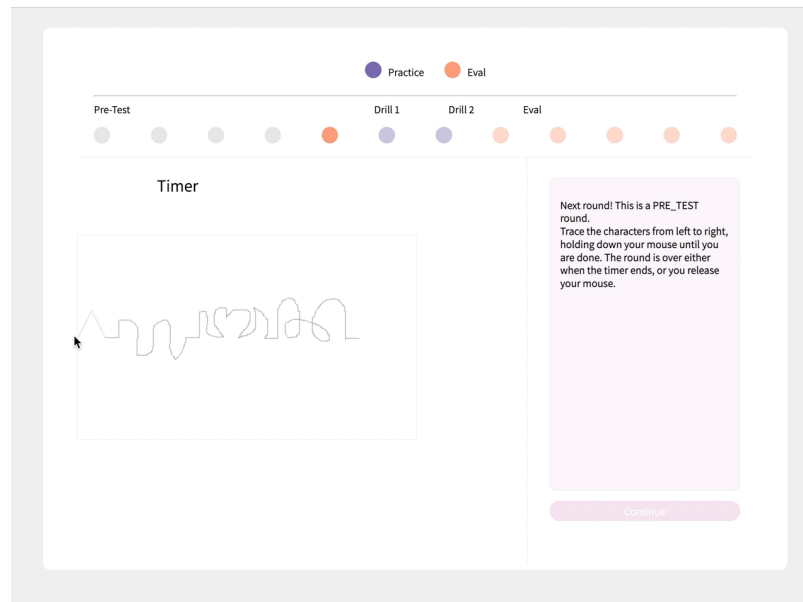 Practice Eval
Pre-Test Drill 1 Drill 2 Eval
Timer
Next round! This is a PRE_TEST
round.
Trace the characters from left to right,
holding down your mouse until you
are done. The round is over either
when the timer ends, or you release
your mouse.
Continue